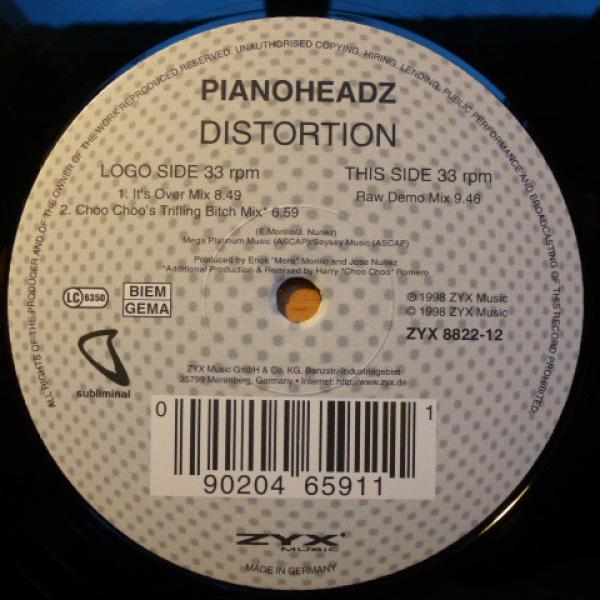 ALL RIGHTS OF THE PRODUCER AND OF THE OWNER OF THE WORK REPRODUCED RESERVED. UNAUTHORISED COPYING, HIRING, LENDING, PUBLIC PERFORMANCE AND BROADCASTING OF THIS RECORD PROHIBITED.
PIANOHEADZ
DISTORTION
LOGO SIDE 33 rpm
1. It's Over Mix 8.49
2. Choo Choo's Trifling Bitch Mix* 6.59
THIS SIDE 33 rpm
Raw Demo Mix 9.46
(E.Morillo/J. Nunez)
Mega Platinum Music (ASCAP)/Soysey Music (ASCAP)
Produced by Erick "More" Morillo and Jose Nunez
*Additional Production & Remixed by Harry "Choo Choo" Romero
LC 6350
BIEM
GEMA
℗ 1998 ZYX Music
© 1998 ZYX Music
ZYX 8822-12
subliminal
ZYX Music GmbH & Co. KG, Benzstr.-Industriegebiet
35799 Merenberg, Germany • Internet: http://www.zyx.de
0 90204 65911 1
ZYX
MUSIC
MADE IN GERMANY